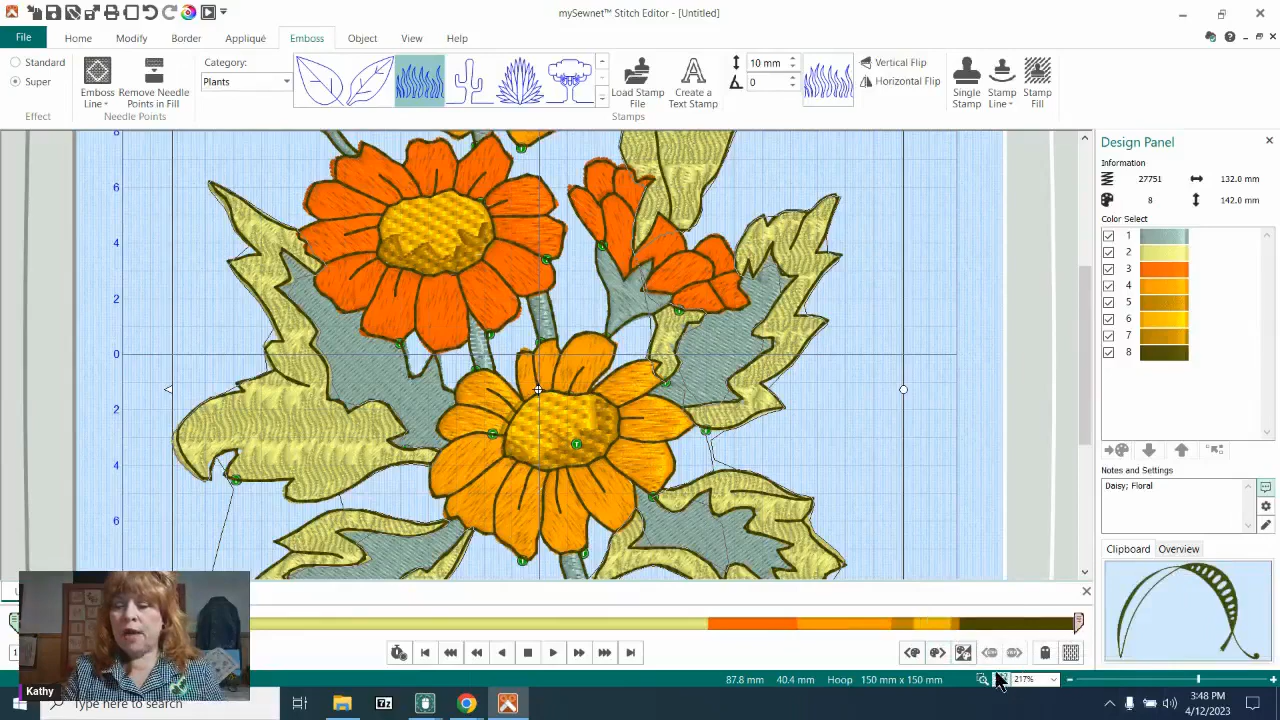 mySewnet™ Stitch Editor - [Untitled]
File Home Modify Border Appliqué Emboss Object View Help
Standard
Super
Effect
Category:
Plants
Emboss Line
Remove Needle Points in Fill
Needle Points
Load Stamp File
Create a Text Stamp
Stamps
10 mm
0
Vertical Flip
Horizontal Flip
Single Stamp
Stamp Line
Stamp Fill
8
6
4
2
0
2
4
6
Design Panel
Information
27751 132.0 mm
8 142.0 mm
Color Select
1
2
3
4
5
6
7
8
Notes and Settings
Daisy; Floral
Clipboard Overview
87.8 mm 40.4 mm Hoop 150 mm x 150 mm 217%
Kathy
here to search
3:48 PM
4/12/2023